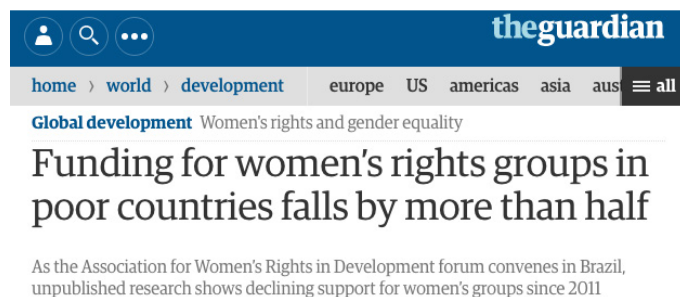 theguardian
home › world › development europe US americas asia aus ≡ all
Global development Women's rights and gender equality
Funding for women's rights groups in
poor countries falls by more than half
As the Association for Women's Rights in Development forum convenes in Brazil,
unpublished research shows declining support for women's groups since 2011